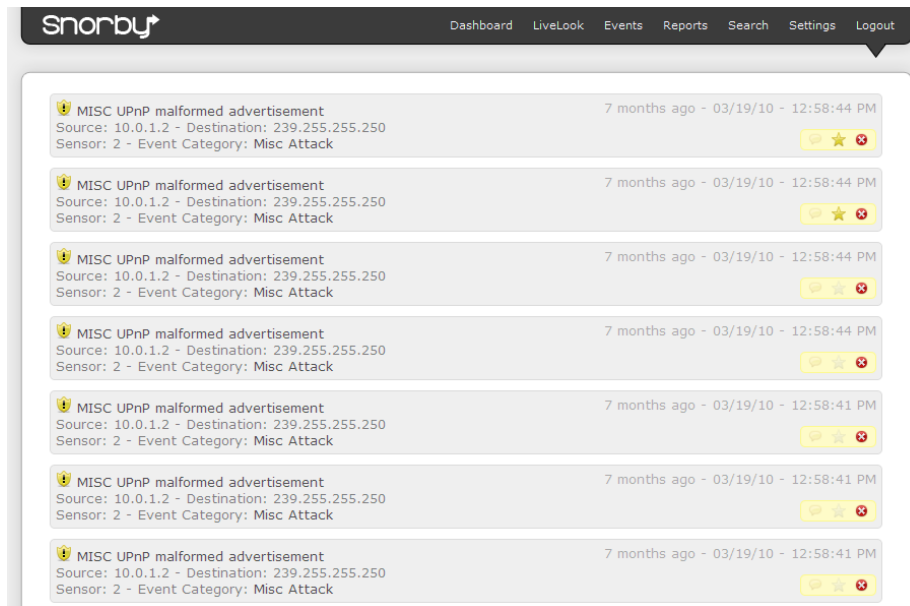 Snorby
Dashboard LiveLook Events Reports Search Settings Logout
MISC UPnP malformed advertisement 7 months ago - 03/19/10 - 12:58:44 PM
Source: 10.0.1.2 - Destination: 239.255.255.250
Sensor: 2 - Event Category: Misc Attack
MISC UPnP malformed advertisement 7 months ago - 03/19/10 - 12:58:44 PM
Source: 10.0.1.2 - Destination: 239.255.255.250
Sensor: 2 - Event Category: Misc Attack
MISC UPnP malformed advertisement 7 months ago - 03/19/10 - 12:58:44 PM
Source: 10.0.1.2 - Destination: 239.255.255.250
Sensor: 2 - Event Category: Misc Attack
MISC UPnP malformed advertisement 7 months ago - 03/19/10 - 12:58:44 PM
Source: 10.0.1.2 - Destination: 239.255.255.250
Sensor: 2 - Event Category: Misc Attack
MISC UPnP malformed advertisement 7 months ago - 03/19/10 - 12:58:41 PM
Source: 10.0.1.2 - Destination: 239.255.255.250
Sensor: 2 - Event Category: Misc Attack
MISC UPnP malformed advertisement 7 months ago - 03/19/10 - 12:58:41 PM
Source: 10.0.1.2 - Destination: 239.255.255.250
Sensor: 2 - Event Category: Misc Attack
MISC UPnP malformed advertisement 7 months ago - 03/19/10 - 12:58:41 PM
Source: 10.0.1.2 - Destination: 239.255.255.250
Sensor: 2 - Event Category: Misc Attack